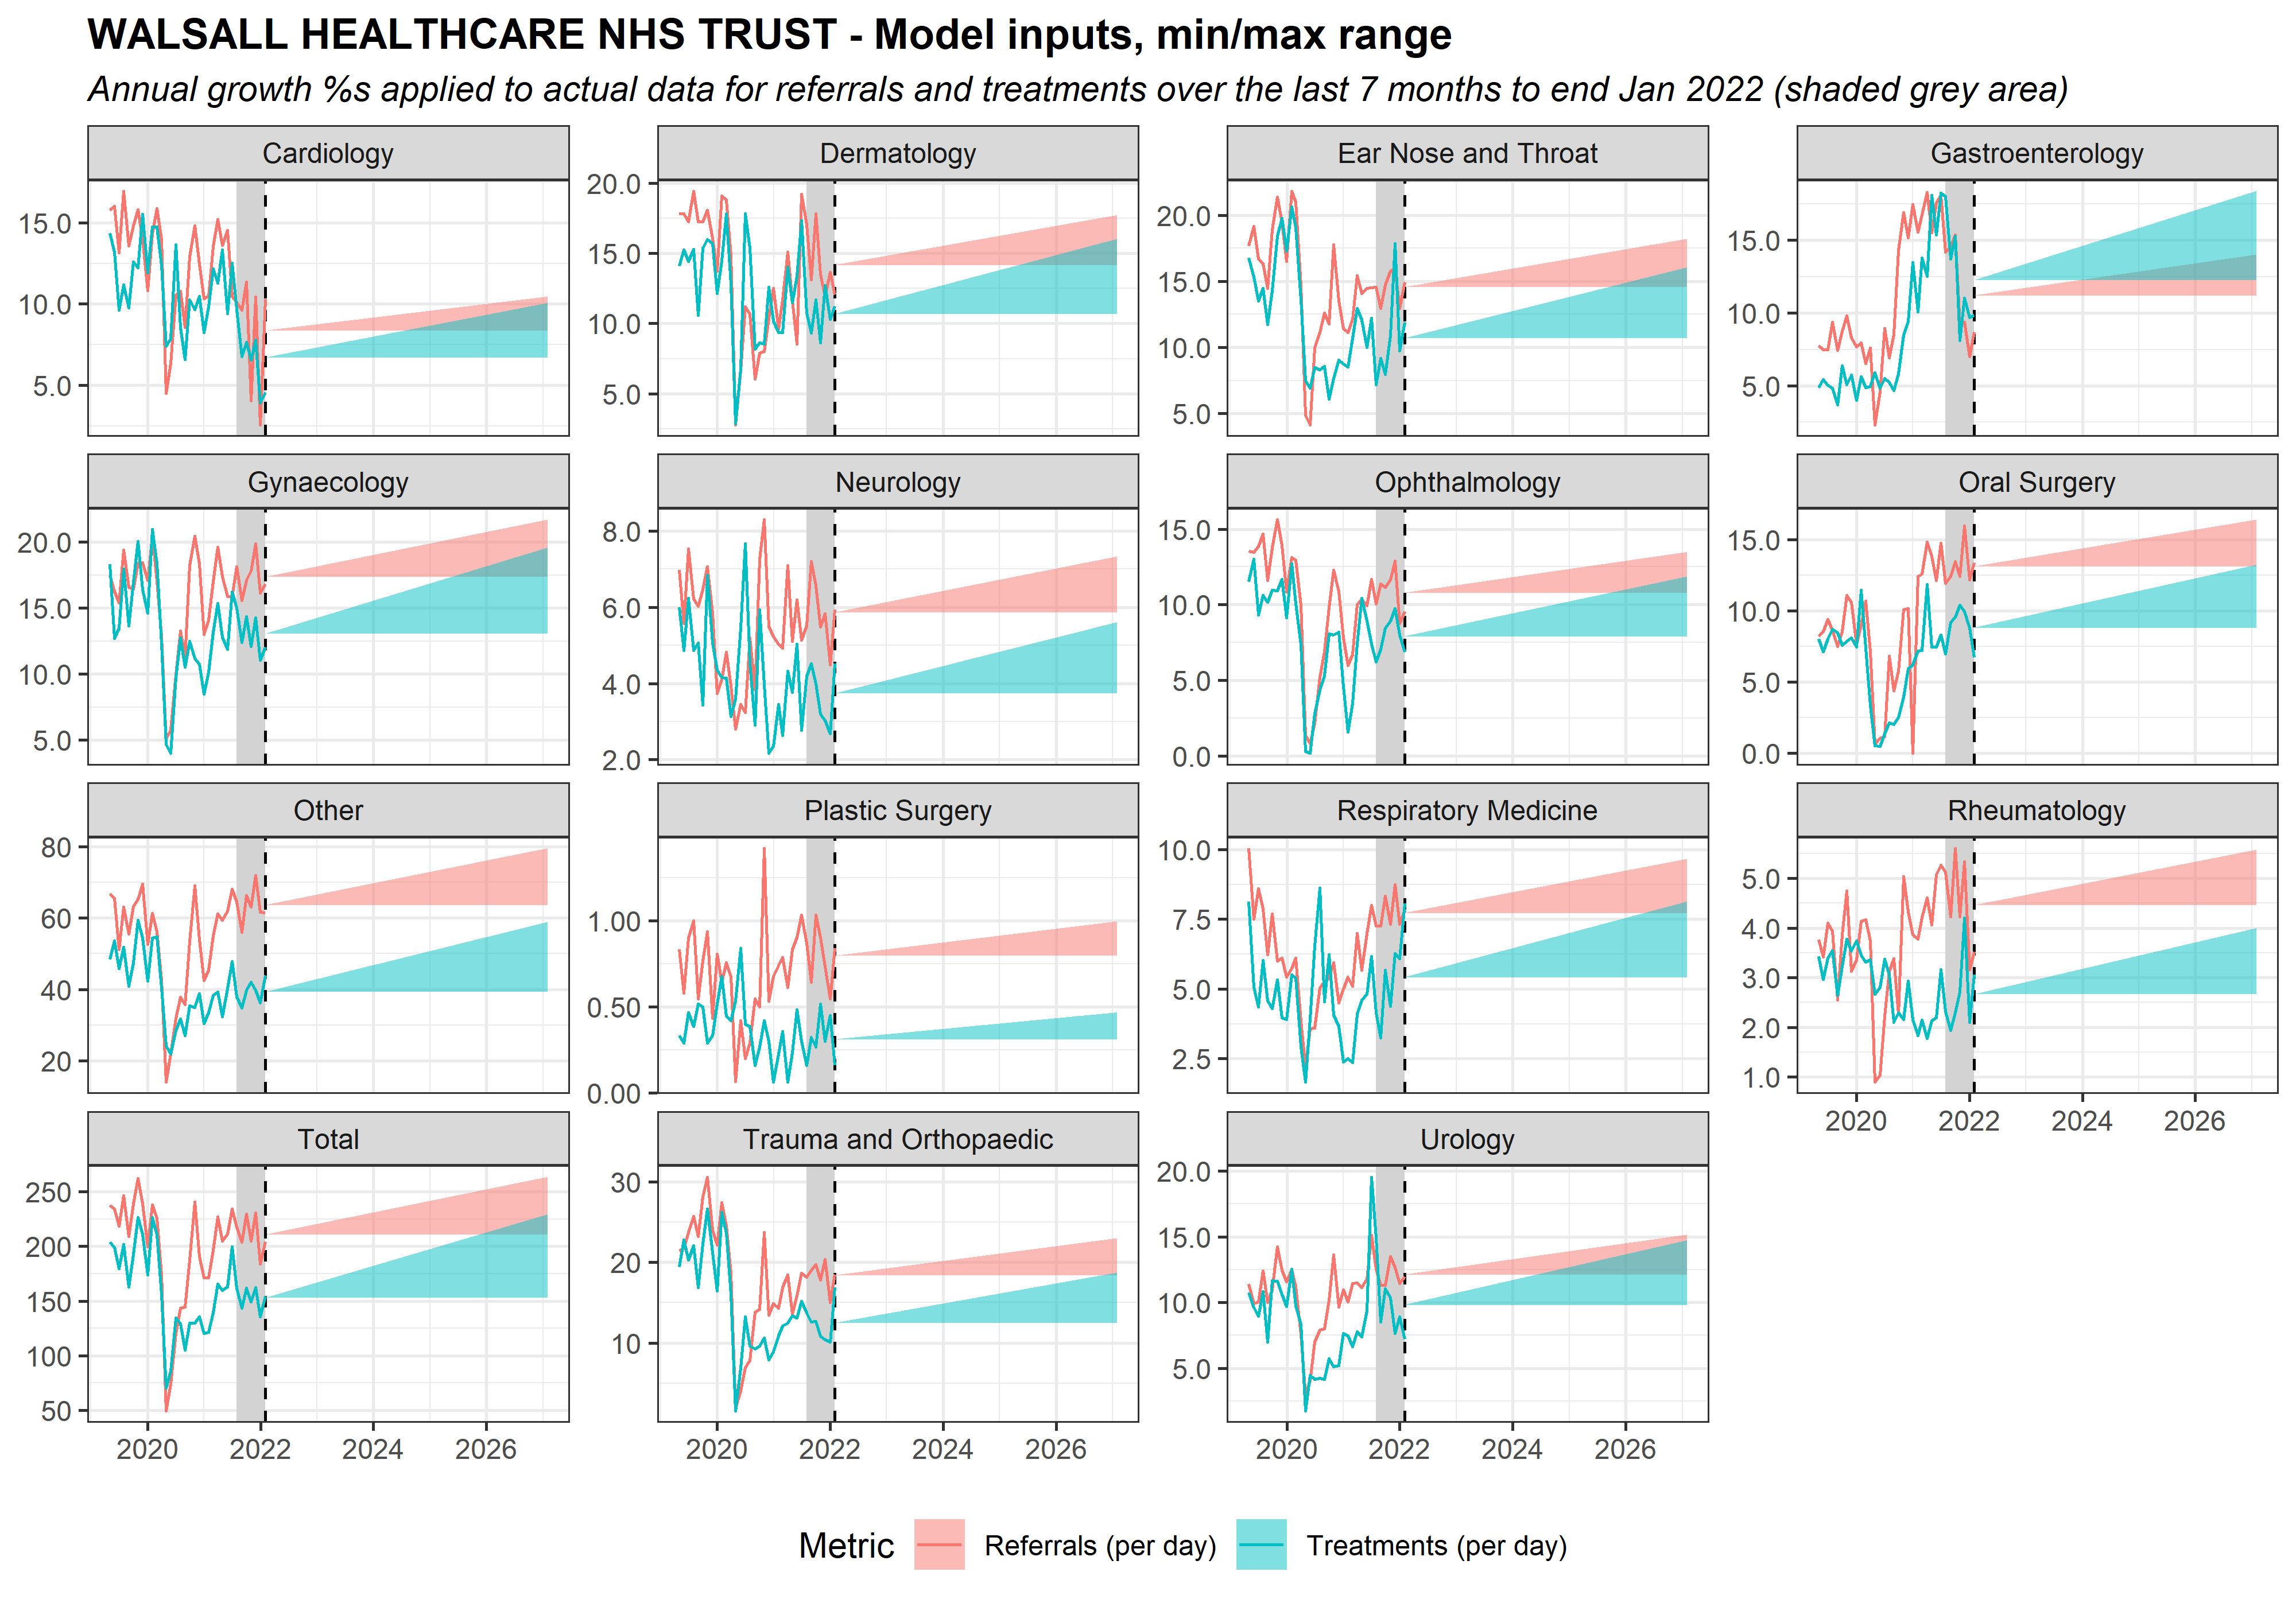 WALSALL HEALTHCARE NHS TRUST - Model inputs, min/max range
Annual growth %s applied to actual data for referrals and treatments over the last 7 months to end Jan 2022 (shaded grey area)
Cardiology
15.0
10.0
5.0
Dermatology
20.0
15.0
10.0
5.0
Ear Nose and Throat
20.0
15.0
10.0
5.0
Gastroenterology
15.0
10.0
5.0
Gynaecology
20.0
15.0
10.0
5.0
Neurology
8.0
6.0
4.0
2.0
Ophthalmology
15.0
10.0
5.0
0.0
Oral Surgery
15.0
10.0
5.0
0.0
Other
80
60
40
20
Plastic Surgery
1.00
0.50
0.00
Respiratory Medicine
10.0
7.5
5.0
2.5
Rheumatology
5.0
4.0
3.0
2.0
1.0
2020 2022 2024 2026
Total
250
200
150
100
50
2020 2022 2024 2026
Trauma and Orthopaedic
30
20
10
2020 2022 2024 2026
Urology
20.0
15.0
10.0
5.0
2020 2022 2024 2026
Metric Referrals (per day) Treatments (per day)